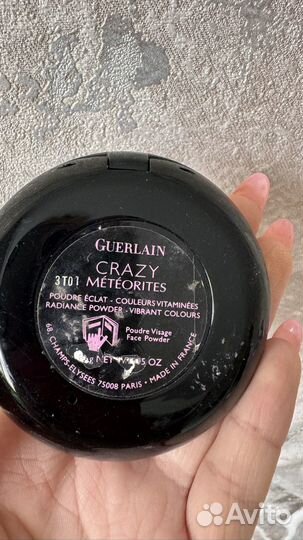 GUERLAIN
CRAZY
3T01 MÉTÉORITES
POUDRE ÉCLAT - COULEURS VITAMINÉES
RADIANCE POWDER - VIBRANT COLOURS
Poudre Visage
Face Powder
OZ
68 CHAMPS-ELYSEES 75008 PARIS • MADE IN FRANCE
Avito